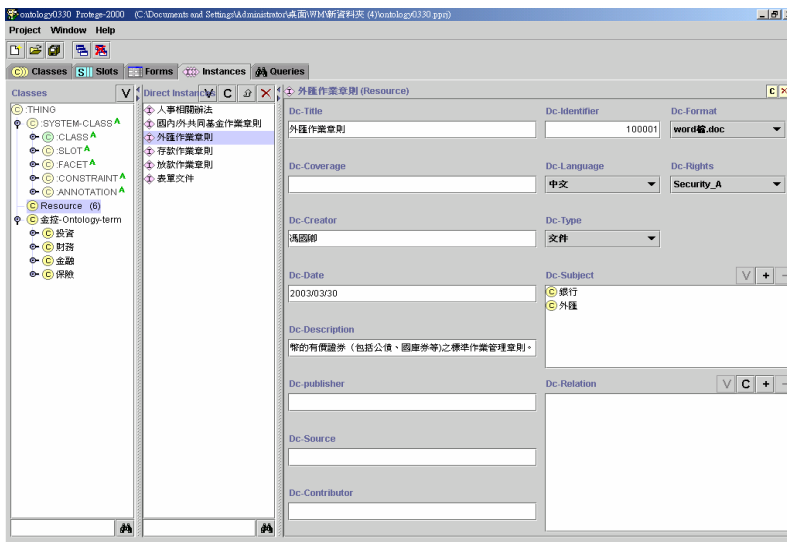 ontology0330 Protege-2000 (C:\Documents and Settings\Administrator\桌面\WM\新資料夾 (4)\ontology0330.pprj)
Project Window Help
Classes Slots Forms Instances Queries
Classes V
:THING
:SYSTEM-CLASS A
:CLASS A
:SLOT A
:FACET A
:CONSTRAINT A
:ANNOTATION A
Resource (6)
金控-Ontology-term
投資
財務
金融
保險
Direct Instances V C
人事相關辦法
國內外共同基金作業章則
外匯作業章則
存款作業章則
放款作業章則
表單文件
外匯作業章則 (Resource) C
Dc-Title
外匯作業章則
Dc-Identifier
100001
Dc-Format
word檔.doc
Dc-Coverage
Dc-Language
中文
Dc-Rights
Security_A
Dc-Creator
馮國卿
Dc-Type
文件
Dc-Date
2003/03/30
Dc-Subject V + -
銀行
外匯
Dc-Description
幣的有價證券（包括公債、國庫券等)之標準作業管理章則。
Dc-publisher
Dc-Relation V C + -
Dc-Source
Dc-Contributor